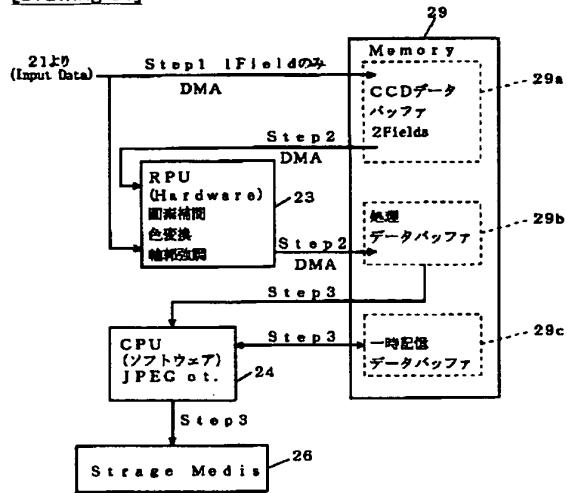 29
21より
(Input Data)
Step1 1Fieldのみ
DMA
Memory
CCDデータ
バッファ
2Fields
29a
Step2
DMA
RPU
(Hardware)
画素補間
色変換
輪郭強調
23
Step2
DMA
処理
データバッファ
29b
Step3
CPU
(ソフトウェア)
JPEG ot.
24
Step3
一時記憶
データバッファ
29c
Step3
Strage Medis
26